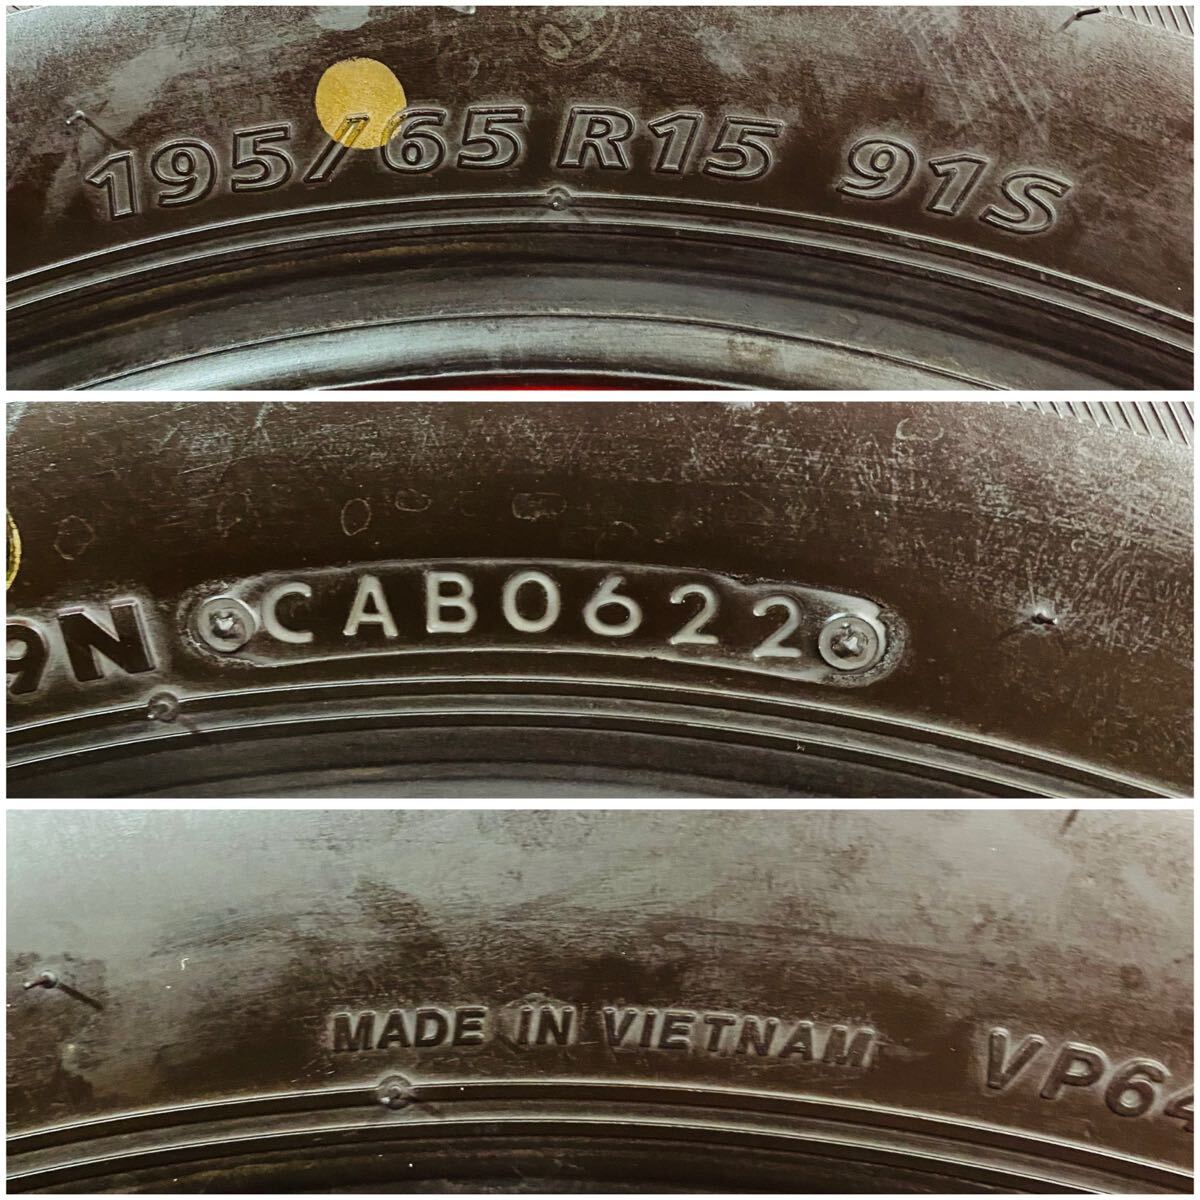 195/65 R15 91S
9N CAB0622
MADE IN VIETNAM VP64